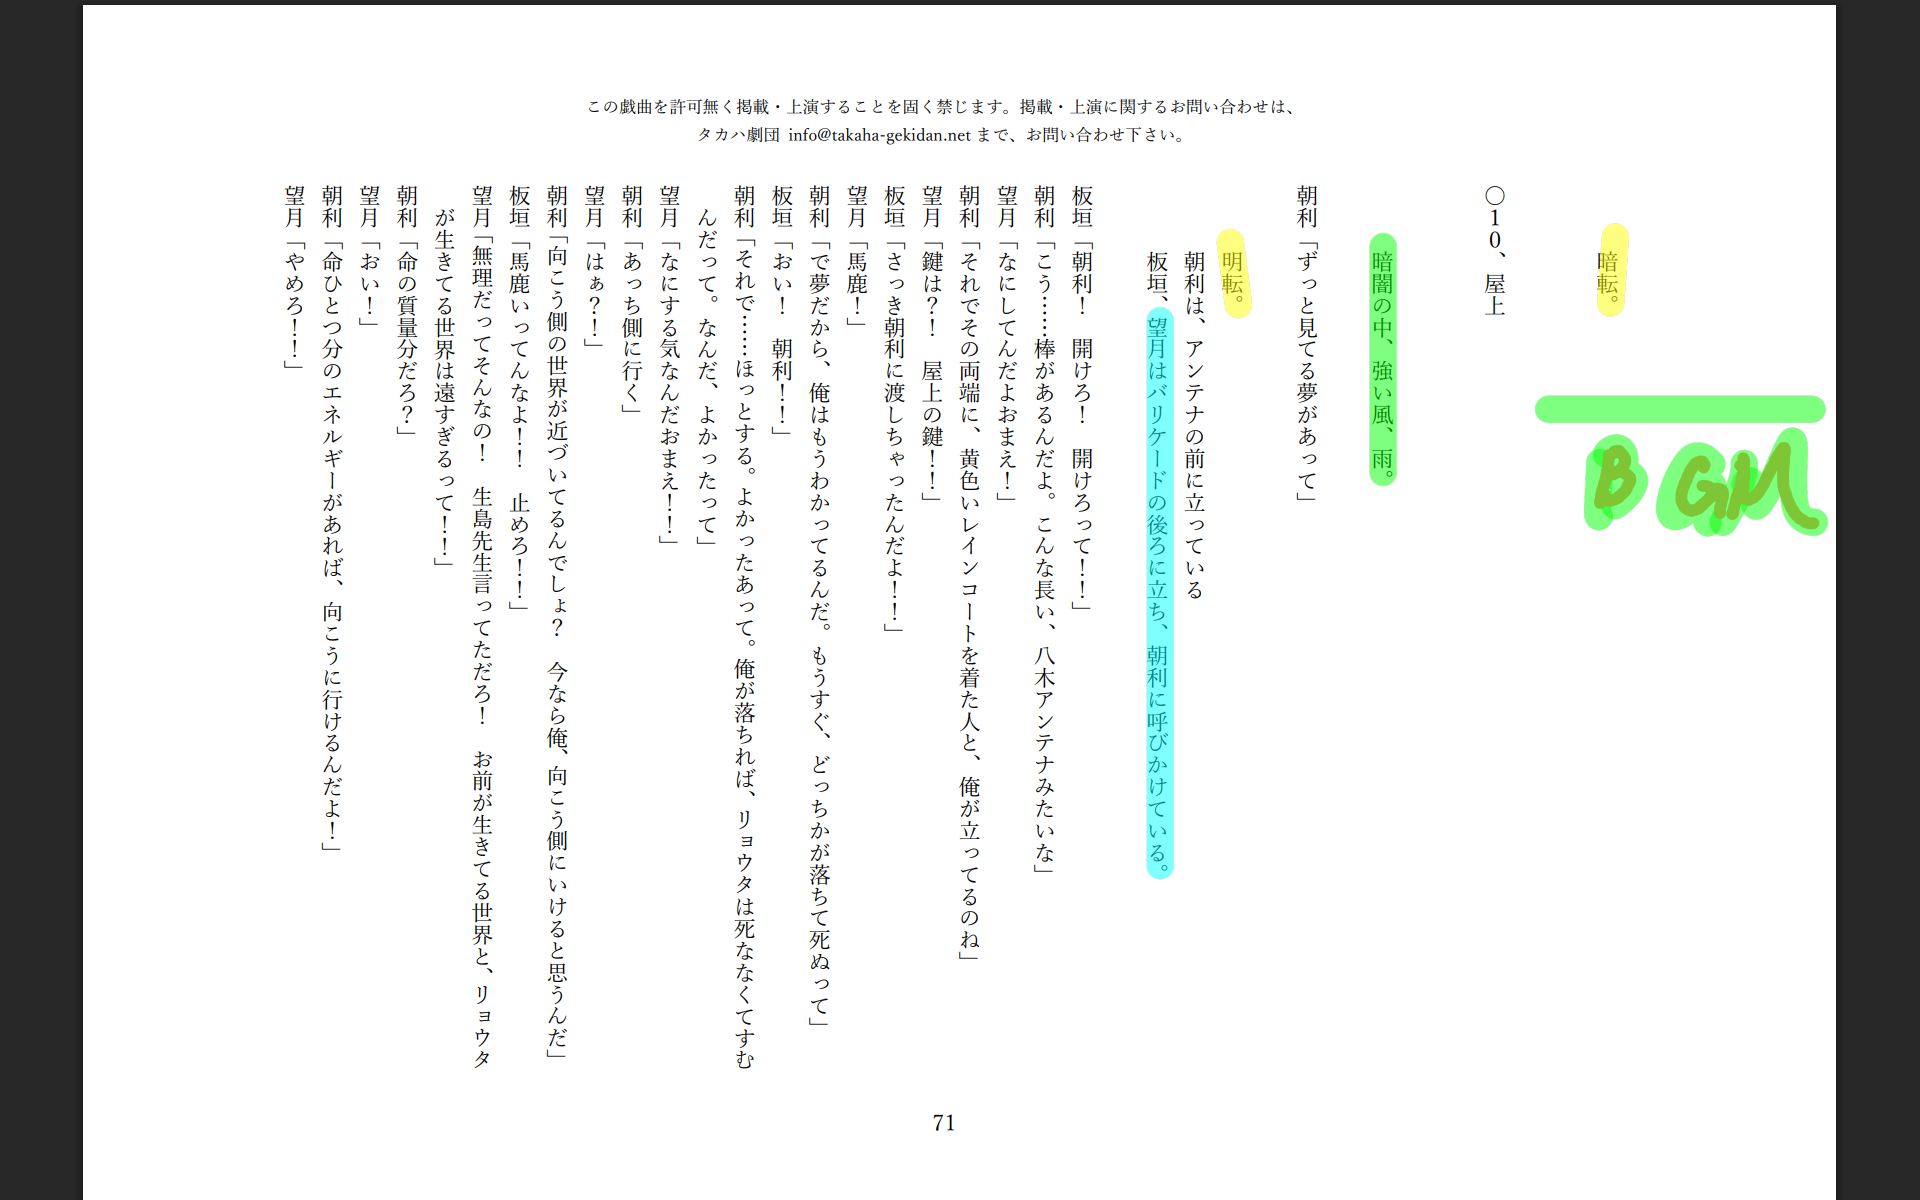 この戯曲を許可無く掲載・上演することを固く禁じます。掲載・上演に関するお問い合わせは、
タカハ劇団 info@takaha-gekidan.net まで、お問い合わせ下さい。
暗転。
BGM
〇10、屋上
暗闇の中、強い風、雨。
朝利「ずっと見てる夢があって」
明転。
朝利は、アンテナの前に立っている
板垣、望月はバリケードの後ろに立ち、朝利に呼びかけている。
板垣「朝利！　開けろ！　開けろって！！」
朝利「こう……棒があるんだよ。こんな長い、八木アンテナみたいな」
望月「なにしてんだよおまえ！」
朝利「それでその両端に、黄色いレインコートを着た人と、俺が立ってるのね」
望月「鍵は？！　屋上の鍵！！」
板垣「さっき朝利に渡しちゃったんだよ！！」
望月「馬鹿！」
朝利「で夢だから、俺はもうわかってるんだ。もうすぐ、どっちかが落ちて死ぬって」
板垣「おい！　朝利！！」
朝利「それで……ほっとする。よかったあって。俺が落ちれば、リョウタは死ななくてすむ
んだって。なんだ、よかったって」
望月「なにする気なんだおまえ！！」
朝利「あっち側に行く」
望月「はぁ？！」
朝利「向こう側の世界が近づいてるんでしょ？　今なら俺、向こう側にいけると思うんだ」
板垣「馬鹿いってんなよ！！　止めろ！！」
望月「無理だってそんなの！　生島先生言ってただろ！　お前が生きてる世界と、リョウタ
が生きてる世界は遠すぎるって！！」
朝利「命の質量分だろ？」
望月「おい！」
朝利「命ひとつ分のエネルギーがあれば、向こうに行けるんだよ！」
望月「やめろ！！」
71